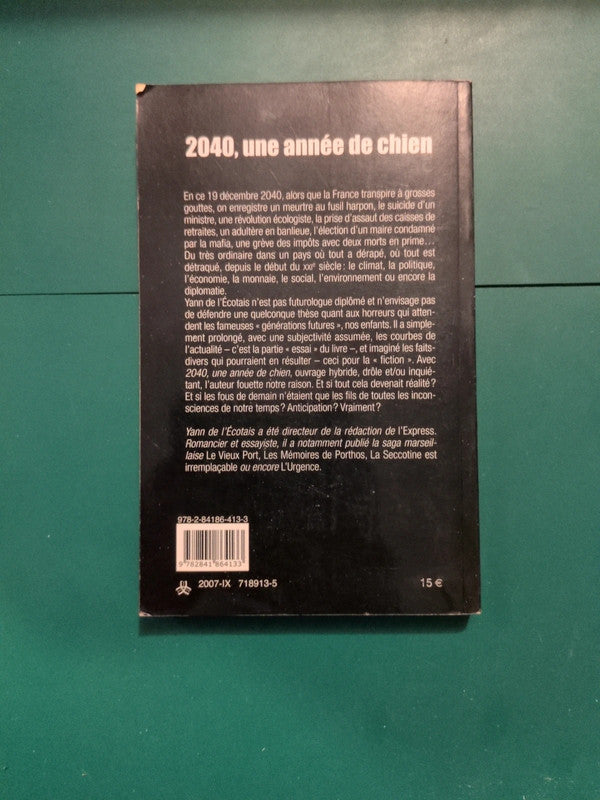 2040, une année de chien
En ce 19 décembre 2040, alors que la France transpire à grosses
gouttes, on enregistre un meurtre au fusil harpon, le suicide d'un
ministre, une révolution écologiste, la prise d'assaut des caisses de
retraites, un adultère en banlieue, l'élection d'un maire condamné
par la mafia, une grève des impôts avec deux morts en prime…
Du très ordinaire dans un pays où tout a dérapé, où tout est
détraqué, depuis le début du XXIe siècle : le climat, la politique,
l'économie, la monnaie, le social, l'environnement ou encore la
diplomatie.
Yann de l'Écotais n'est pas futurologue diplômé et n'envisage pas
de défendre une quelconque thèse quant aux horreurs qui atten-
dent les fameuses « générations futures », nos enfants. Il a sim-
plement prolongé, avec une subjectivité assumée, les courbes de
l'actualité – c'est la partie « essai » du livre –, et imaginé les faits-
divers qui pourraient en résulter – ceci pour la « fiction ». Avec
2040, une année de chien, ouvrage hybride, drôle et/ou inquié-
tant, l'auteur fouette notre raison. Et si tout cela devenait réalité ?
Et si les fous de demain n'étaient que les fils de toutes les incon-
sciences de notre temps ? Anticipation ? Vraiment ?
Yann de l'Écotais a été directeur de la rédaction de l'Express.
Romancier et essayiste, il a notamment publié la saga marseil-
laise Le Vieux Port, Les Mémoires de Porthos, La Seccotine est
irremplaçable ou encore L'Urgence.
978-2-84186-413-3
9 782841 864133
2007-IX 718913-5
15 €